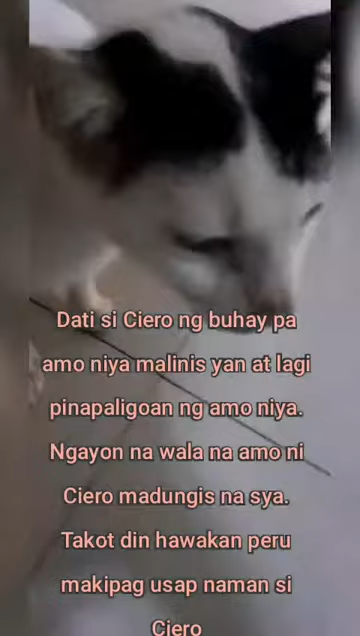 Dati si Ciero ng buhay pa
amo niya malinis yan at lagi
pinapaligoan ng amo niya.
Ngayon na wala na amo ni
Ciero madungis na sya.
Takot din hawakan peru
makipag usap naman si
Ciero